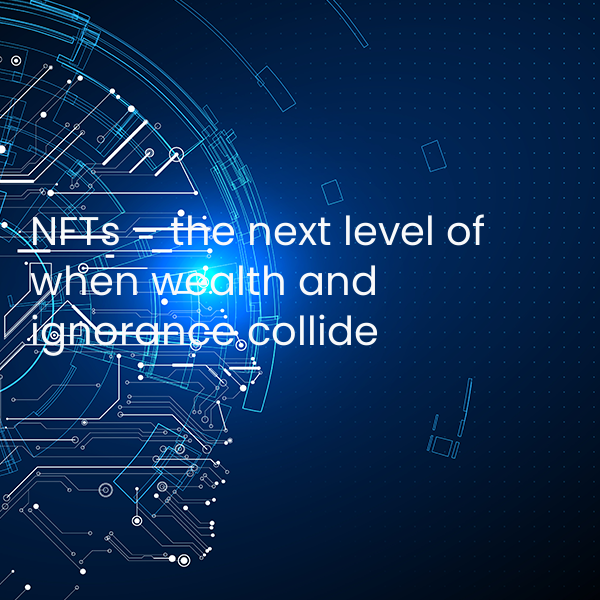 NFTs – the next level of
when wealth and
ignorance collide